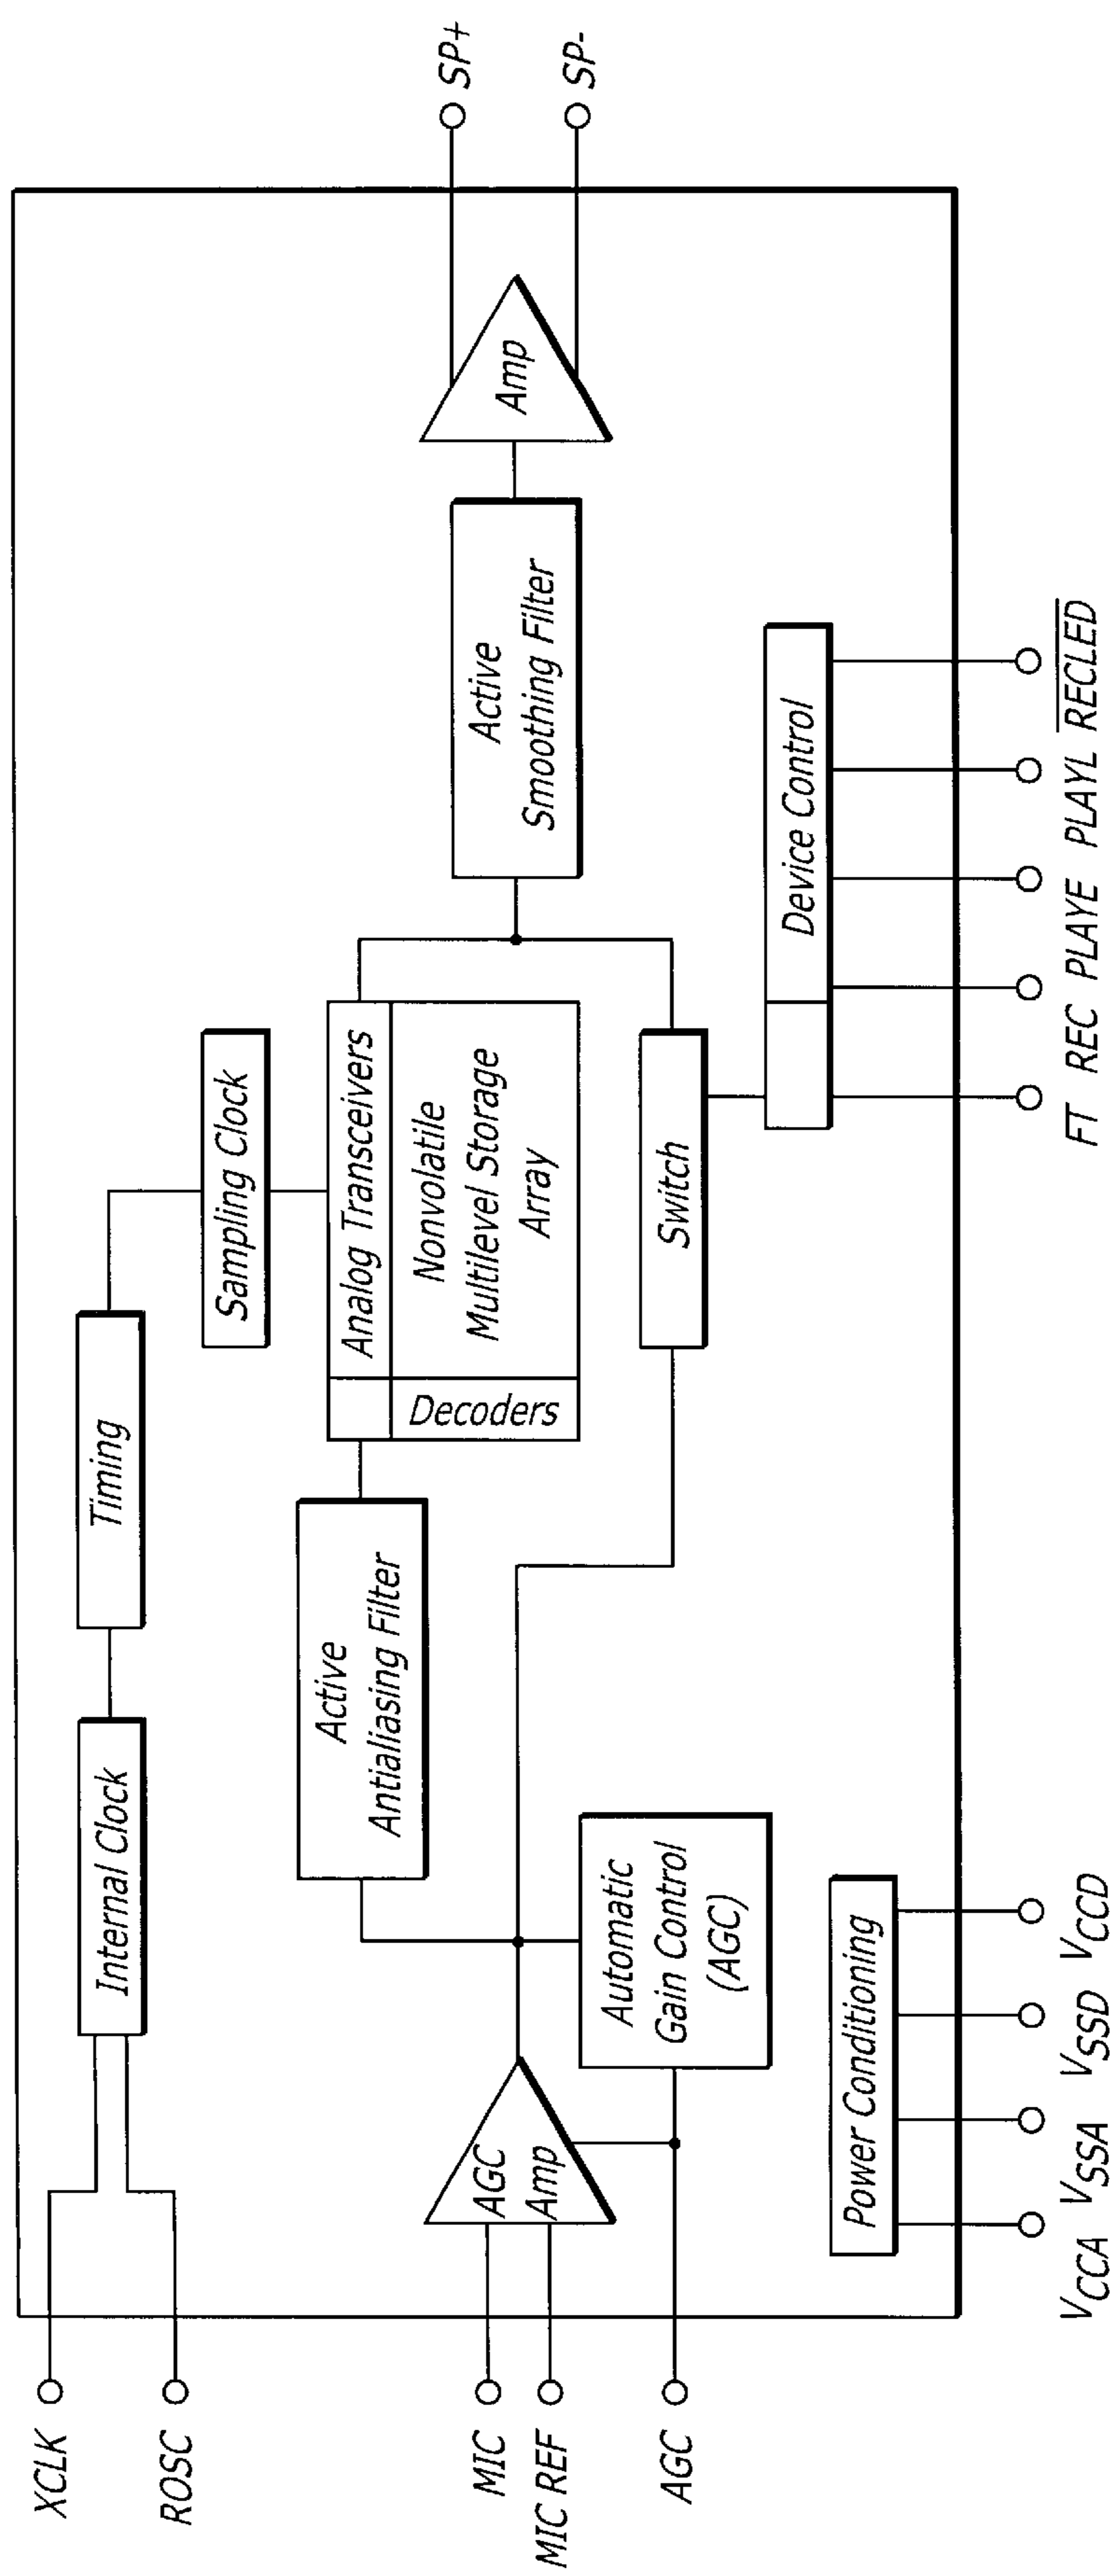 XCLK
ROSC
Internal Clock
Timing
Sampling Clock
Active
Antialiasing Filter
Analog Transceivers
Nonvolatile
Multilevel Storage
Array
Decoders
Active
Smoothing Filter
Amp
SP+
SP-
MIC
MIC REF
AGC
AGC
Amp
Automatic
Gain Control
(AGC)
Switch
Device Control
Power Conditioning
VCCA VSSA VSSD VCCD
FT REC PLAYE PLAYL RECLED